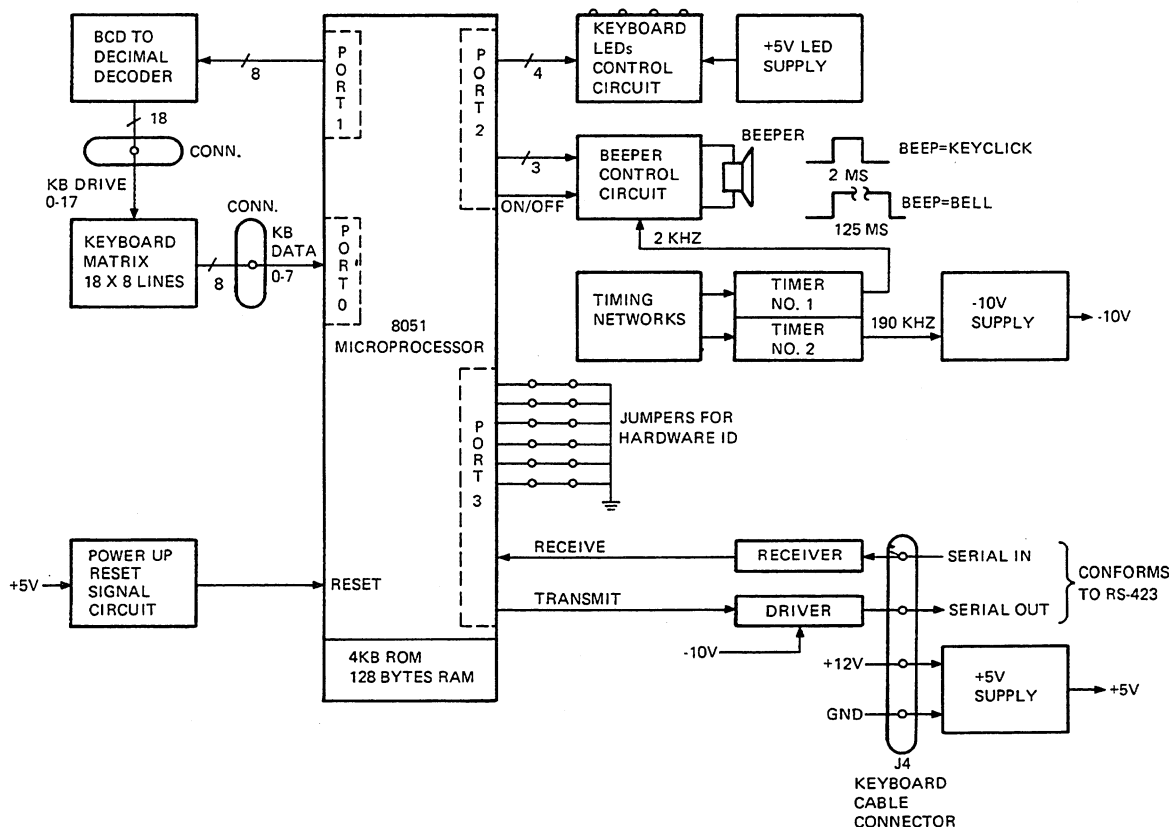 BCD TO
DECIMAL
DECODER
8
18
CONN.
KB DRIVE
0-17
KEYBOARD
MATRIX
18 X 8 LINES
8
CONN.
KB
DATA
0-7
PORT 1
PORT 0
PORT 2
PORT 3
8051
MICROPROCESSOR
4KB ROM
128 BYTES RAM
+5V
POWER UP
RESET
SIGNAL
CIRCUIT
RESET
4
KEYBOARD
LEDs
CONTROL
CIRCUIT
+5V LED
SUPPLY
3
ON/OFF
BEEPER
CONTROL
CIRCUIT
BEEPER
BEEP=KEYCLICK
2 MS
BEEP=BELL
125 MS
2 KHZ
TIMING
NETWORKS
TIMER
NO. 1
TIMER
NO. 2
190 KHZ
-10V
SUPPLY
-10V
JUMPERS FOR
HARDWARE ID
RECEIVE
RECEIVER
SERIAL IN
TRANSMIT
DRIVER
SERIAL OUT
CONFORMS
TO RS-423
-10V
+12V
GND
+5V
SUPPLY
+5V
J4
KEYBOARD
CABLE
CONNECTOR